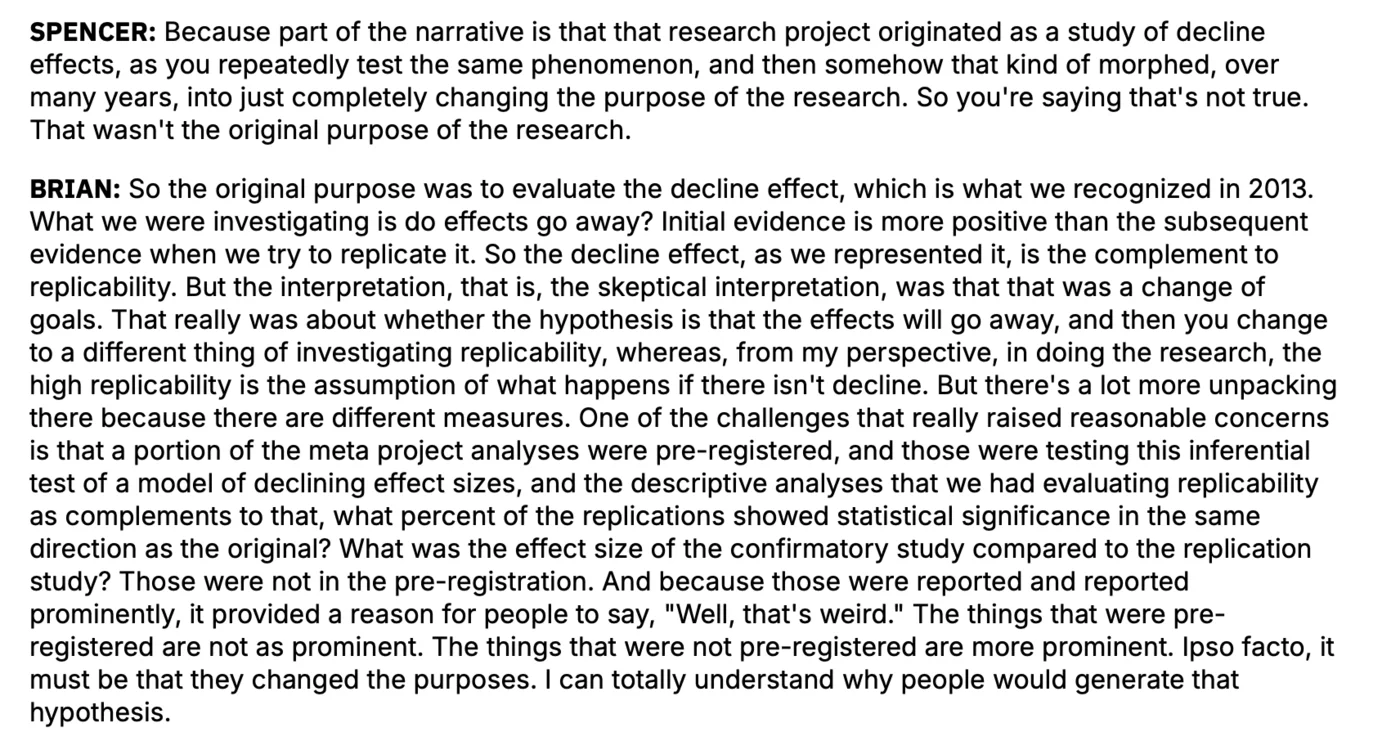 SPENCER: Because part of the narrative is that that research project originated as a study of decline
effects, as you repeatedly test the same phenomenon, and then somehow that kind of morphed, over
many years, into just completely changing the purpose of the research. So you're saying that's not true.
That wasn't the original purpose of the research.
BRIAN: So the original purpose was to evaluate the decline effect, which is what we recognized in 2013.
What we were investigating is do effects go away? Initial evidence is more positive than the subsequent
evidence when we try to replicate it. So the decline effect, as we represented it, is the complement to
replicability. But the interpretation, that is, the skeptical interpretation, was that that was a change of
goals. That really was about whether the hypothesis is that the effects will go away, and then you change
to a different thing of investigating replicability, whereas, from my perspective, in doing the research, the
high replicability is the assumption of what happens if there isn't decline. But there's a lot more unpacking
there because there are different measures. One of the challenges that really raised reasonable concerns
is that a portion of the meta project analyses were pre-registered, and those were testing this inferential
test of a model of declining effect sizes, and the descriptive analyses that we had evaluating replicability
as complements to that, what percent of the replications showed statistical significance in the same
direction as the original? What was the effect size of the confirmatory study compared to the replication
study? Those were not in the pre-registration. And because those were reported and reported
prominently, it provided a reason for people to say, "Well, that's weird." The things that were pre-
registered are not as prominent. The things that were not pre-registered are more prominent. Ipso facto, it
must be that they changed the purposes. I can totally understand why people would generate that
hypothesis.